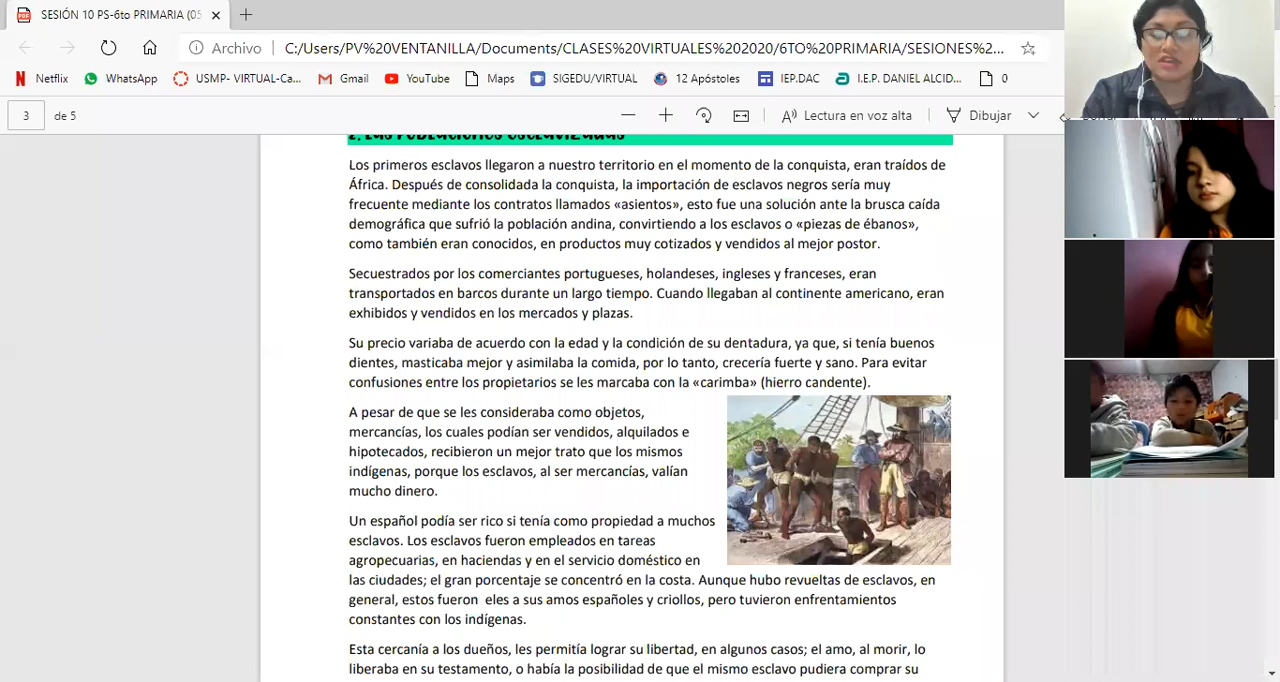 SESIÓN 10 PS-6to PRIMARIA (05
Archivo
C:/Users/PV%20VENTANILLA/Documents/CLASES%20VIRTUALES%202020/6TO%20PRIMARIA/SESIONES%2...
Netflix WhatsApp USMP- VIRTUAL-Ca... Gmail YouTube Maps SIGEDU/VIRTUAL 12 Apóstoles IEP.DAC I.E.P. DANIEL ALCID... 0
3 de 5 Lectura en voz alta Dibujar
2. Las poblaciones esclavizadas
Los primeros esclavos llegaron a nuestro territorio en el momento de la conquista, eran traídos de
África. Después de consolidada la conquista, la importación de esclavos negros sería muy
frecuente mediante los contratos llamados «asientos», esto fue una solución ante la brusca caída
demográfica que sufrió la población andina, convirtiendo a los esclavos o «piezas de ébanos»,
como también eran conocidos, en productos muy cotizados y vendidos al mejor postor.
Secuestrados por los comerciantes portugueses, holandeses, ingleses y franceses, eran
transportados en barcos durante un largo tiempo. Cuando llegaban al continente americano, eran
exhibidos y vendidos en los mercados y plazas.
Su precio variaba de acuerdo con la edad y la condición de su dentadura, ya que, si tenía buenos
dientes, masticaba mejor y asimilaba la comida, por lo tanto, crecería fuerte y sano. Para evitar
confusiones entre los propietarios se les marcaba con la «carimba» (hierro candente).
A pesar de que se les consideraba como objetos,
mercancías, los cuales podían ser vendidos, alquilados e
hipotecados, recibieron un mejor trato que los mismos
indígenas, porque los esclavos, al ser mercancías, valían
mucho dinero.
Un español podía ser rico si tenía como propiedad a muchos
esclavos. Los esclavos fueron empleados en tareas
agropecuarias, en haciendas y en el servicio doméstico en
las ciudades; el gran porcentaje se concentró en la costa. Aunque hubo revueltas de esclavos, en
general, estos fueron eles a sus amos españoles y criollos, pero tuvieron enfrentamientos
constantes con los indígenas.
Esta cercanía a los dueños, les permitía lograr su libertad, en algunos casos; el amo, al morir, lo
liberaba en su testamento, o había la posibilidad de que el mismo esclavo pudiera comprar su